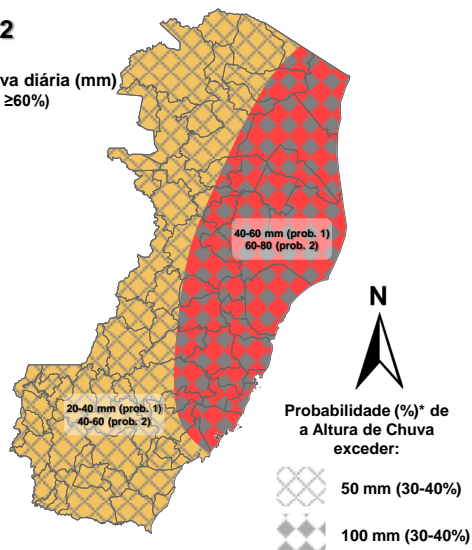 2
va diária (mm)
≥60%)
40-60 mm (prob. 1)
60-80 (prob. 2)
N
20-40 mm (prob. 1)
40-60 (prob. 2)
Probabilidade (%)* de
a Altura de Chuva
exceder:
50 mm (30-40%)
100 mm (30-40%)